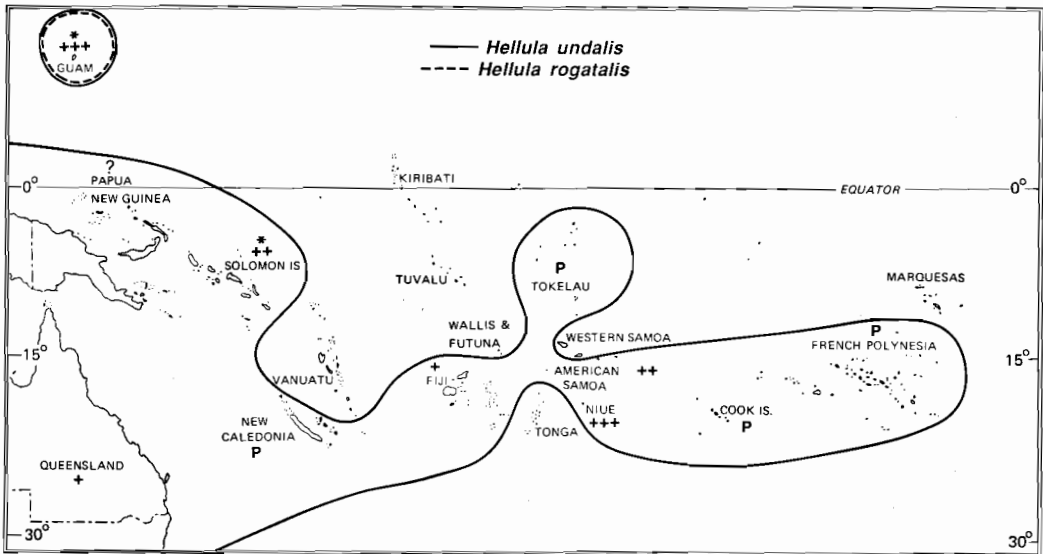 *
+++
GUAM
Hellula undalis
Hellula rogatalis
?
PAPUA
NEW GUINEA
KIRIBATI
0°
EQUATOR
0°
*
++
SOLOMON IS
P
TOKELAU
TUVALU
MARQUESAS
WALLIS &
FUTUNA
WESTERN SAMOA
P
FRENCH POLYNESIA
15°
15°
VANUATU
+
FIJI
AMERICAN
SAMOA
++
NEW
CALEDONIA
P
TONGA
NIUE
+++
COOK IS.
P
QUEENSLAND
+
30°
30°